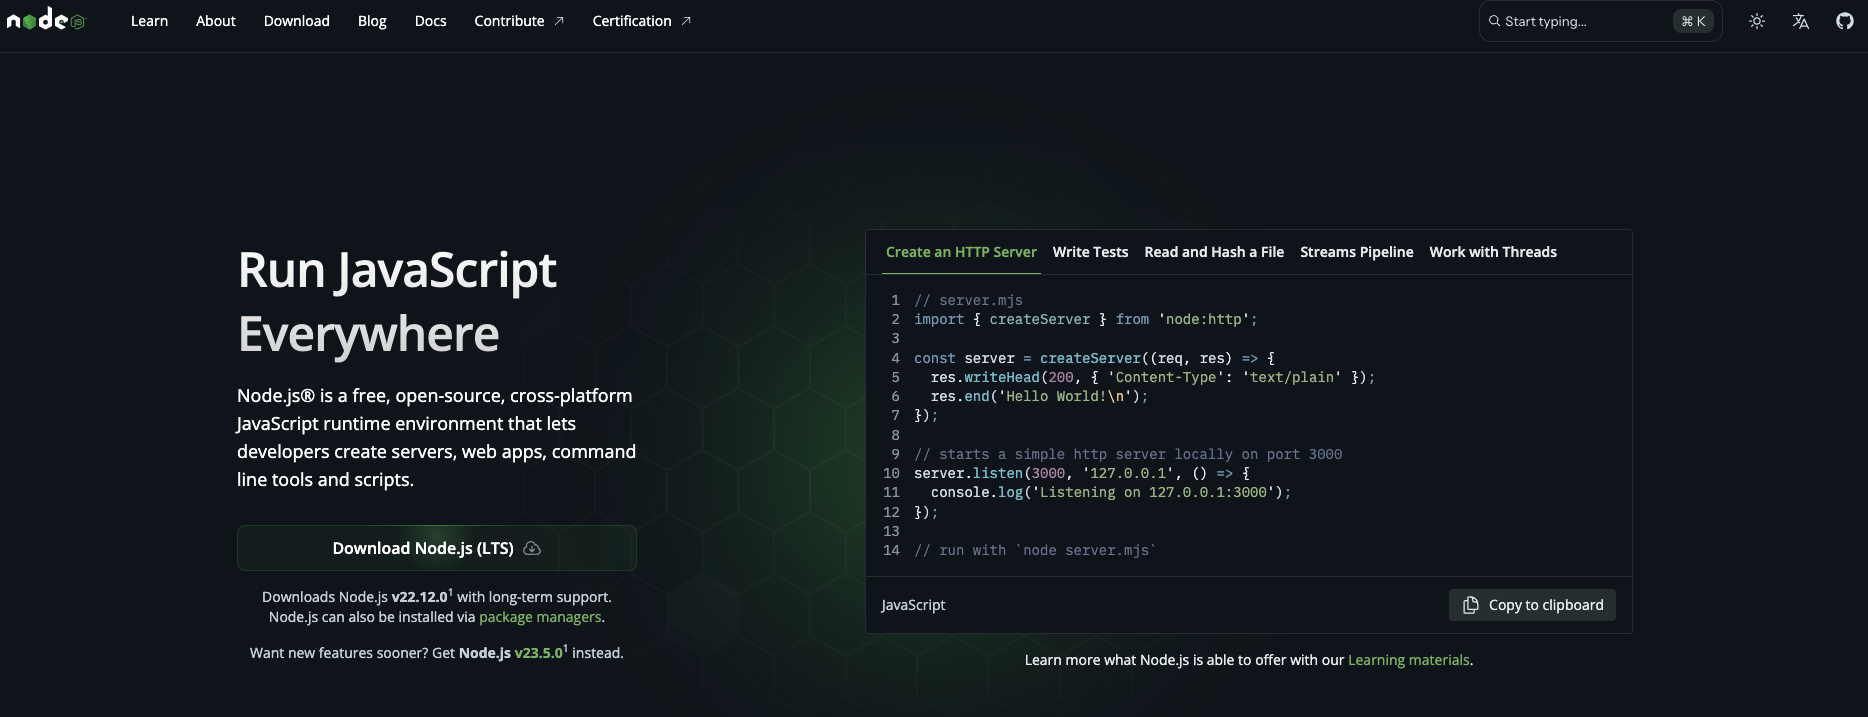 node JS
Learn
About
Download
Blog
Docs
Contribute
Certification
Start typing...
⌘ K
Run JavaScript
Everywhere
Node.js® is a free, open-source, cross-platform
JavaScript runtime environment that lets
developers create servers, web apps, command
line tools and scripts.
Download Node.js (LTS)
Downloads Node.js v22.12.0¹ with long-term support.
Node.js can also be installed via package managers.
Want new features sooner? Get Node.js v23.5.0¹ instead.
Create an HTTP Server
Write Tests
Read and Hash a File
Streams Pipeline
Work with Threads
1 // server.mjs
2 import { createServer } from 'node:http';
3
4 const server = createServer((req, res) => {
5   res.writeHead(200, { 'Content-Type': 'text/plain' });
6   res.end('Hello World!\n');
7 });
8
9 // starts a simple http server locally on port 3000
10 server.listen(3000, '127.0.0.1', () => {
11   console.log('Listening on 127.0.0.1:3000');
12 });
13
14 // run with `node server.mjs`
JavaScript
Copy to clipboard
Learn more what Node.js is able to offer with our Learning materials.